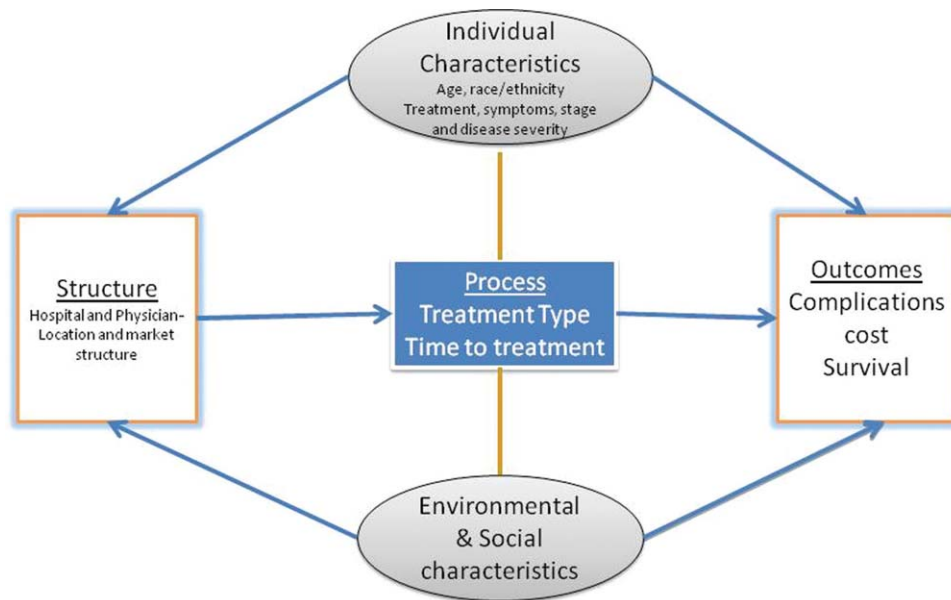 Individual
Characteristics
Age, race/ethnicity
Treatment, symptoms, stage
and disease severity
Structure
Hospital and Physician-
Location and market
structure
Process
Treatment Type
Time to treatment
Outcomes
Complications
cost
Survival
Environmental
& Social
characteristics